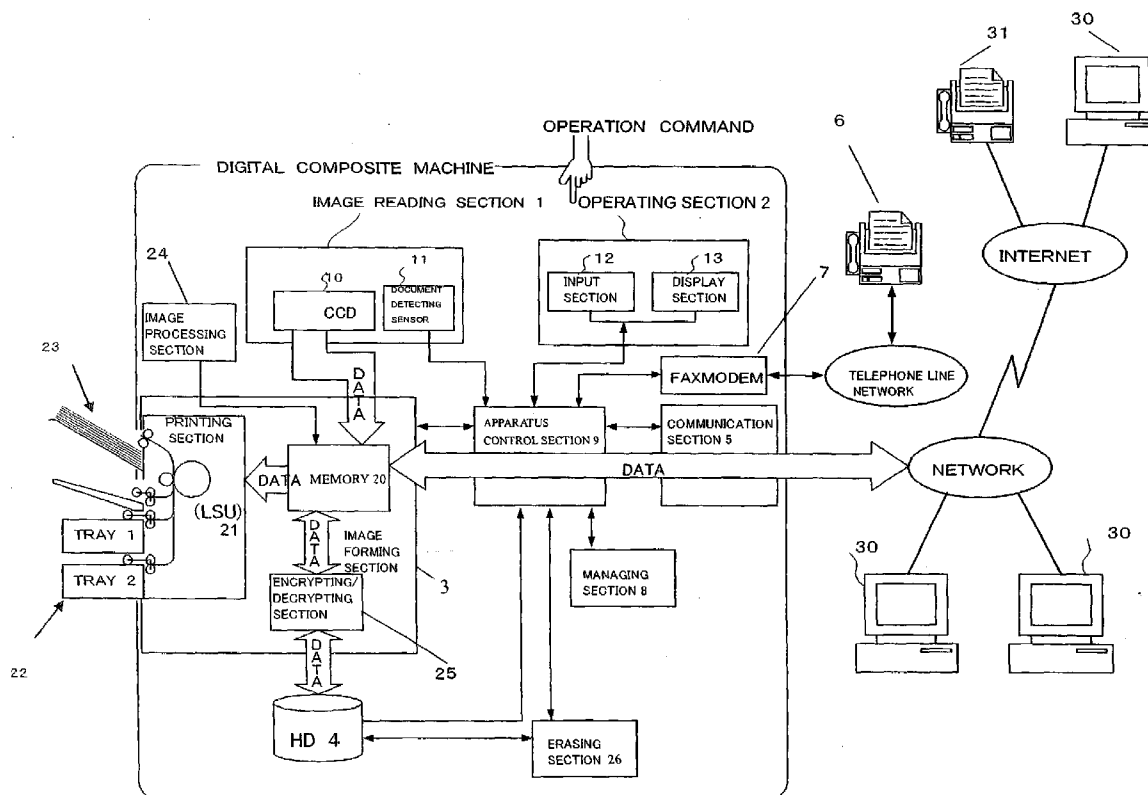 31
30
OPERATION COMMAND
6
DIGITAL COMPOSITE MACHINE
IMAGE READING SECTION 1
OPERATING SECTION 2
24
10
CCD
11
DOCUMENT
DETECTING
SENSOR
12
INPUT
SECTION
13
DISPLAY
SECTION
7
INTERNET
IMAGE
PROCESSING
SECTION
23
DATA
FAXMODEM
TELEPHONE LINE
NETWORK
PRINTING
SECTION
APPARATUS
CONTROL SECTION 9
COMMUNICATION
SECTION 5
DATA
MEMORY 20
DATA
NETWORK
(LSU)
21
TRAY 1
TRAY 2
DATA
IMAGE
FORMING
SECTION
ENCRYPTING/
DECRYPTING
SECTION
3
MANAGING
SECTION 8
30
30
22
DATA
25
HD 4
ERASING
SECTION 26